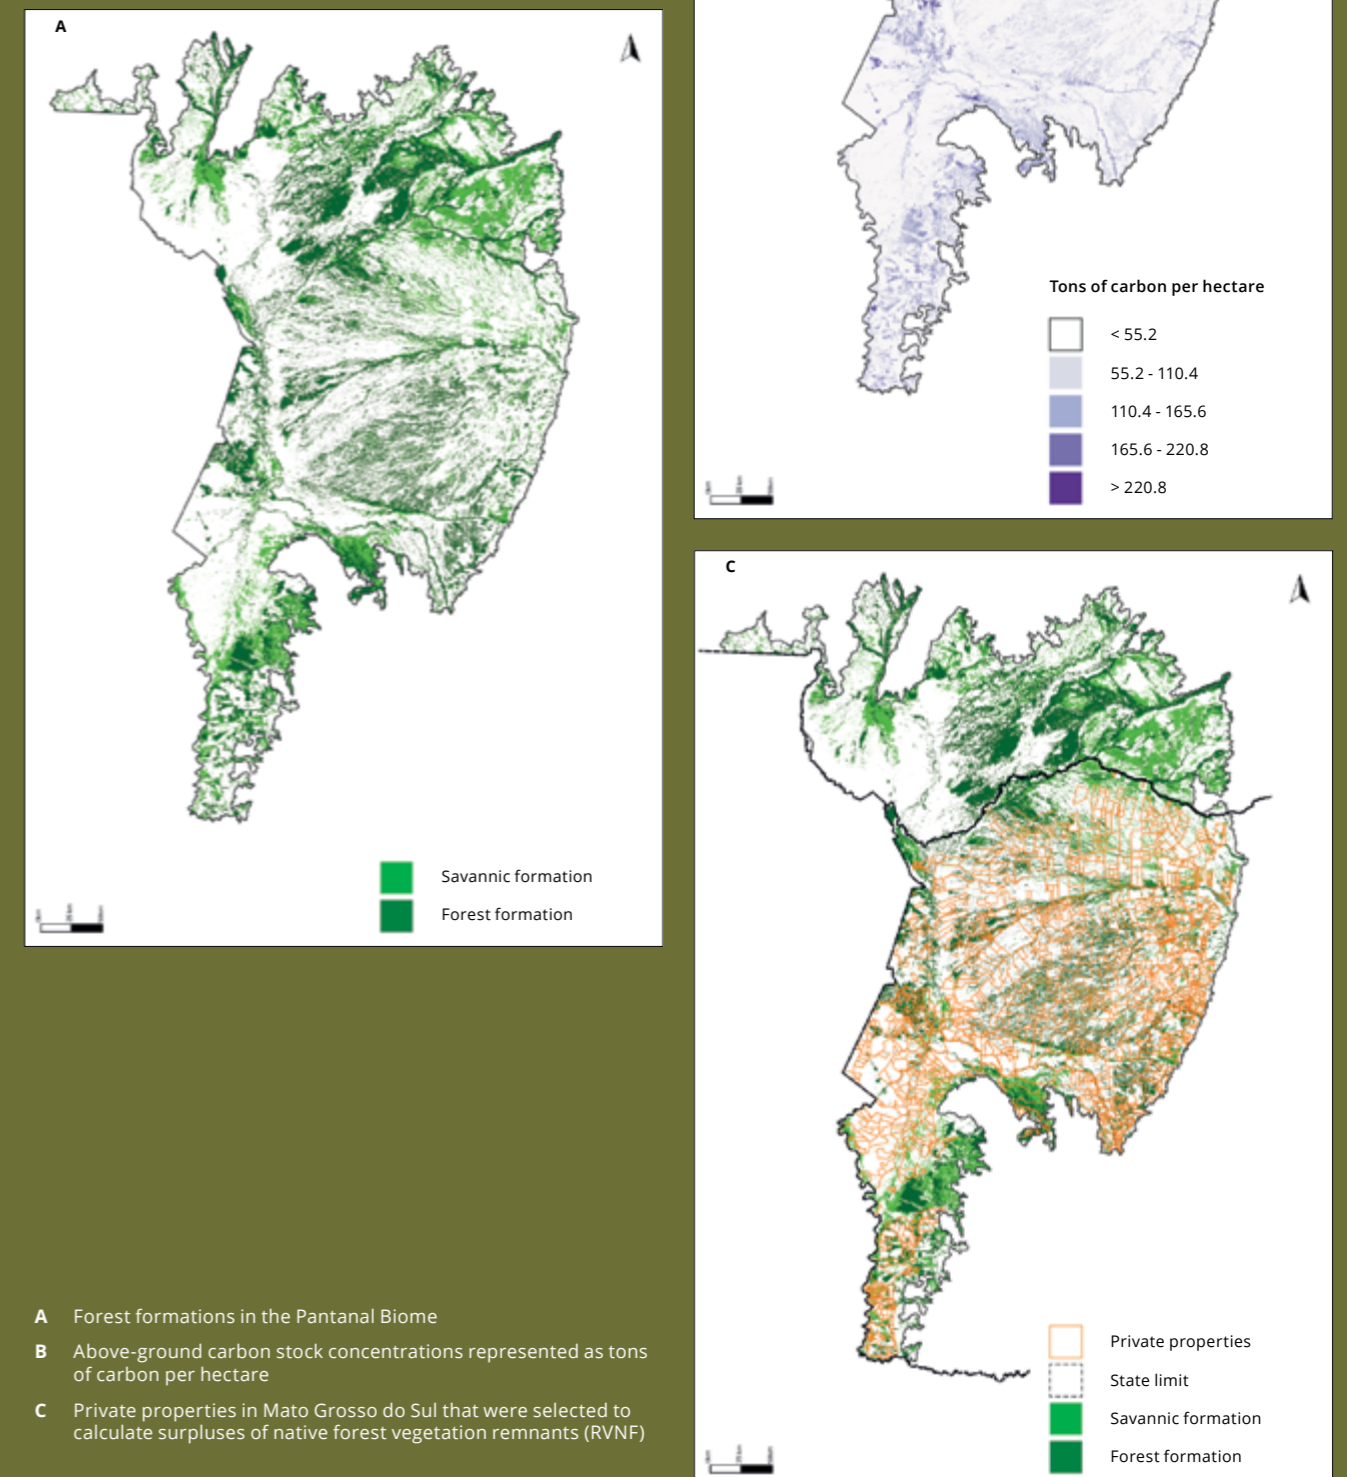 A
Savannic formation
Forest formation
Tons of carbon per hectare
< 55.2
55.2 - 110.4
110.4 - 165.6
165.6 - 220.8
> 220.8
C
Private properties
State limit
Savannic formation
Forest formation
A Forest formations in the Pantanal Biome
B Above-ground carbon stock concentrations represented as tons
of carbon per hectare
C Private properties in Mato Grosso do Sul that were selected to
calculate surpluses of native forest vegetation remnants (RVNF)